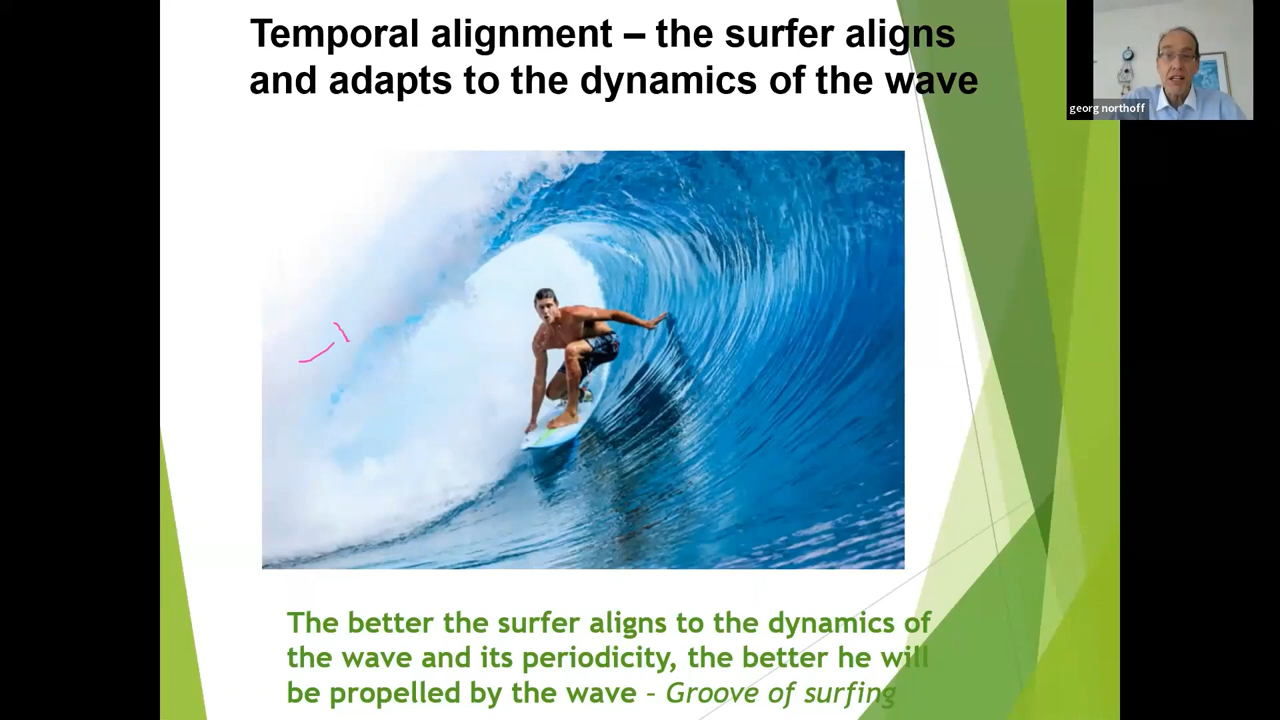 Temporal alignment – the surfer aligns
and adapts to the dynamics of the wave
georg northoff
The better the surfer aligns to the dynamics of
the wave and its periodicity, the better he will
be propelled by the wave – Groove of surfing